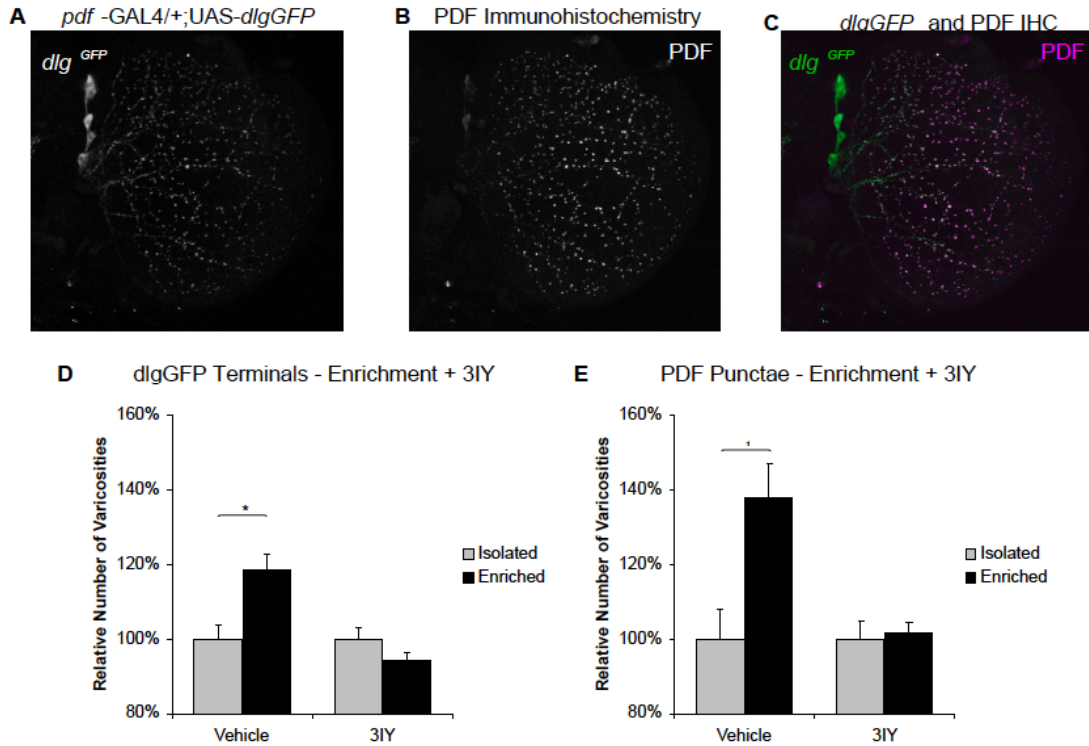 A pdf -GAL4/+;UAS-dlgGFP
dlg GFP
B PDF Immunohistochemistry
PDF
C dlgGFP and PDF IHC
dlg GFP
PDF
D dlgGFP Terminals - Enrichment + 3IY
Relative Number of Varicosities
160%
140%
120%
100%
80%
*
Vehicle
3IY
Isolated
Enriched
E PDF Punctae - Enrichment + 3IY
Relative Number of Varicosities
160%
140%
120%
100%
80%
*
Vehicle
3IY
Isolated
Enriched